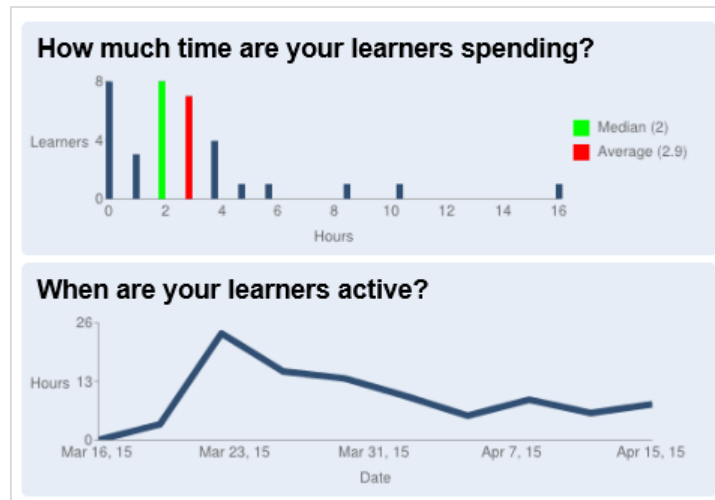 How much time are your learners spending?
8
Learners 4
0
0 2 4 6 8 10 12 14 16
Hours
Median (2)
Average (2.9)
When are your learners active?
26
Hours 13
0
Mar 16, 15 Mar 23, 15 Mar 31, 15 Apr 7, 15 Apr 15, 15
Date